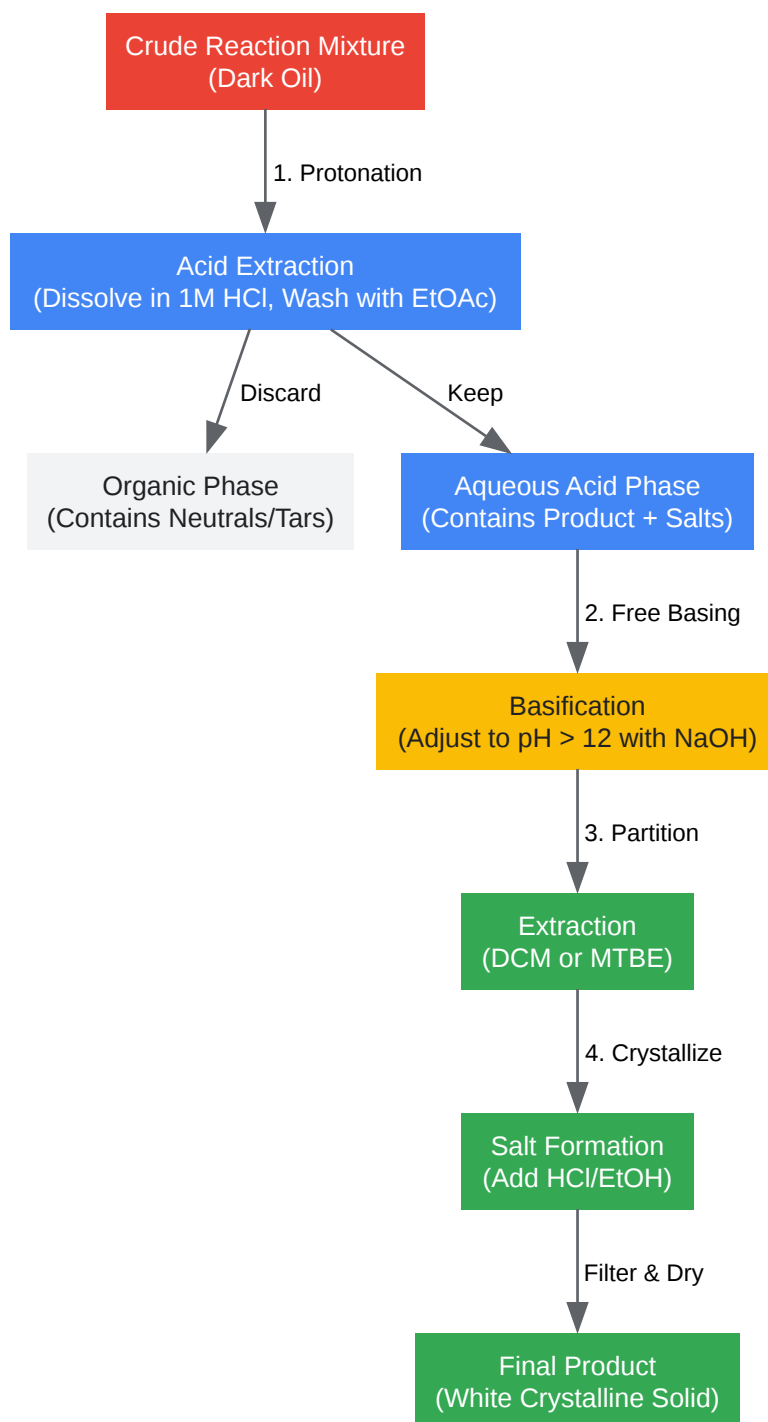 Crude Reaction Mixture
(Dark Oil)
1. Protonation
Acid Extraction
(Dissolve in 1M HCl, Wash with EtOAc)
Discard
Keep
Organic Phase
(Contains Neutrals/Tars)
Aqueous Acid Phase
(Contains Product + Salts)
2. Free Basing
Basification
(Adjust to pH > 12 with NaOH)
3. Partition
Extraction
(DCM or MTBE)
4. Crystallize
Salt Formation
(Add HCl/EtOH)
Filter & Dry
Final Product
(White Crystalline Solid)